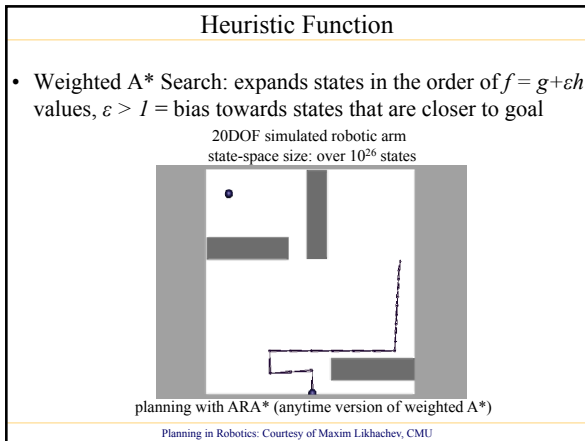 Heuristic Function
• Weighted A* Search: expands states in the order of f = g+εh
values, ε > 1 = bias towards states that are closer to goal
20DOF simulated robotic arm
state-space size: over 10²⁶ states
planning with ARA* (anytime version of weighted A*)
Planning in Robotics: Courtesy of Maxim Likhachev, CMU